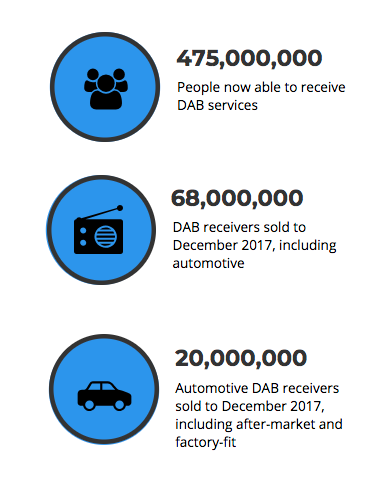 475,000,000
People now able to receive
DAB services
68,000,000
DAB receivers sold to
December 2017, including
automotive
20,000,000
Automotive DAB receivers
sold to December 2017,
including after-market and
factory-fit